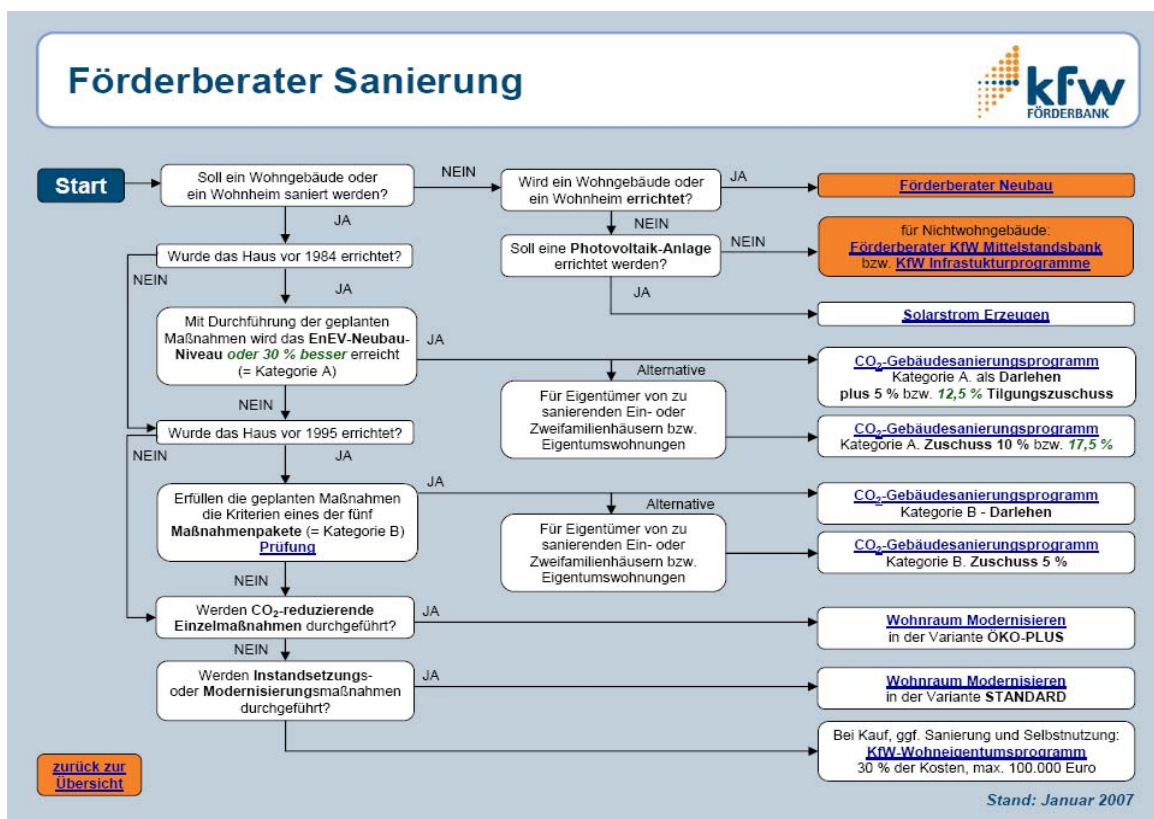 Förderberater Sanierung
kfw
FÖRDERBANK
Start
Soll ein Wohngebäude oder
ein Wohnheim saniert werden?
NEIN
Wird ein Wohgebäude oder
ein Wohnheim errichtet?
JA
Förderberater Neubau
JA
NEIN
Wurde das Haus vor 1984 errichtet?
Soll eine Photovoltaik-Anlage
errichtet werden?
NEIN
für Nichtwohngebäude:
Förderberater KfW Mittelstandsbank
bzw. KfW Infrastukturprogramme
NEIN
JA
JA
Solarstrom Erzeugen
Mit Durchführung der geplanten
Maßnahmen wird das EnEV-Neubau-
Niveau oder 30 % besser erreicht
(= Kategorie A)
JA
Alternative
CO2-Gebäudesanierungsprogramm
Kategorie A. als Darlehen
plus 5 % bzw. 12,5 % Tilgungszuschuss
NEIN
Für Eigentümer von zu
sanierenden Ein- oder
Zweifamilienhäusern bzw.
Eigentumswohnungen
CO2-Gebäudesanierungsprogramm
Kategorie A. Zuschuss 10 % bzw. 17,5 %
Wurde das Haus vor 1995 errichtet?
NEIN
JA
Erfüllen die geplanten Maßnahmen
die Kriterien eines der fünf
Maßnahmenpakete (= Kategorie B)
Prüfung
JA
Alternative
CO2-Gebäudesanierungsprogramm
Kategorie B - Darlehen
Für Eigentümer von zu
sanierenden Ein- oder
Zweifamilienhäusern bzw.
Eigentumswohnungen
CO2-Gebäudesanierungsprogramm
Kategorie B. Zuschuss 5 %
NEIN
Werden CO2-reduzierende
Einzelmaßnahmen durchgeführt?
JA
Wohnraum Modernisieren
in der Variante ÖKO-PLUS
NEIN
Werden Instandsetzungs-
oder Modernisierungsmaßnahmen
durchgeführt?
JA
Wohnraum Modernisieren
in der Variante STANDARD
Bei Kauf, ggf. Sanierung und Selbstnutzung:
KfW-Wohneigentumsprogramm
30 % der Kosten, max. 100.000 Euro
zurück zur
Übersicht
Stand: Januar 2007